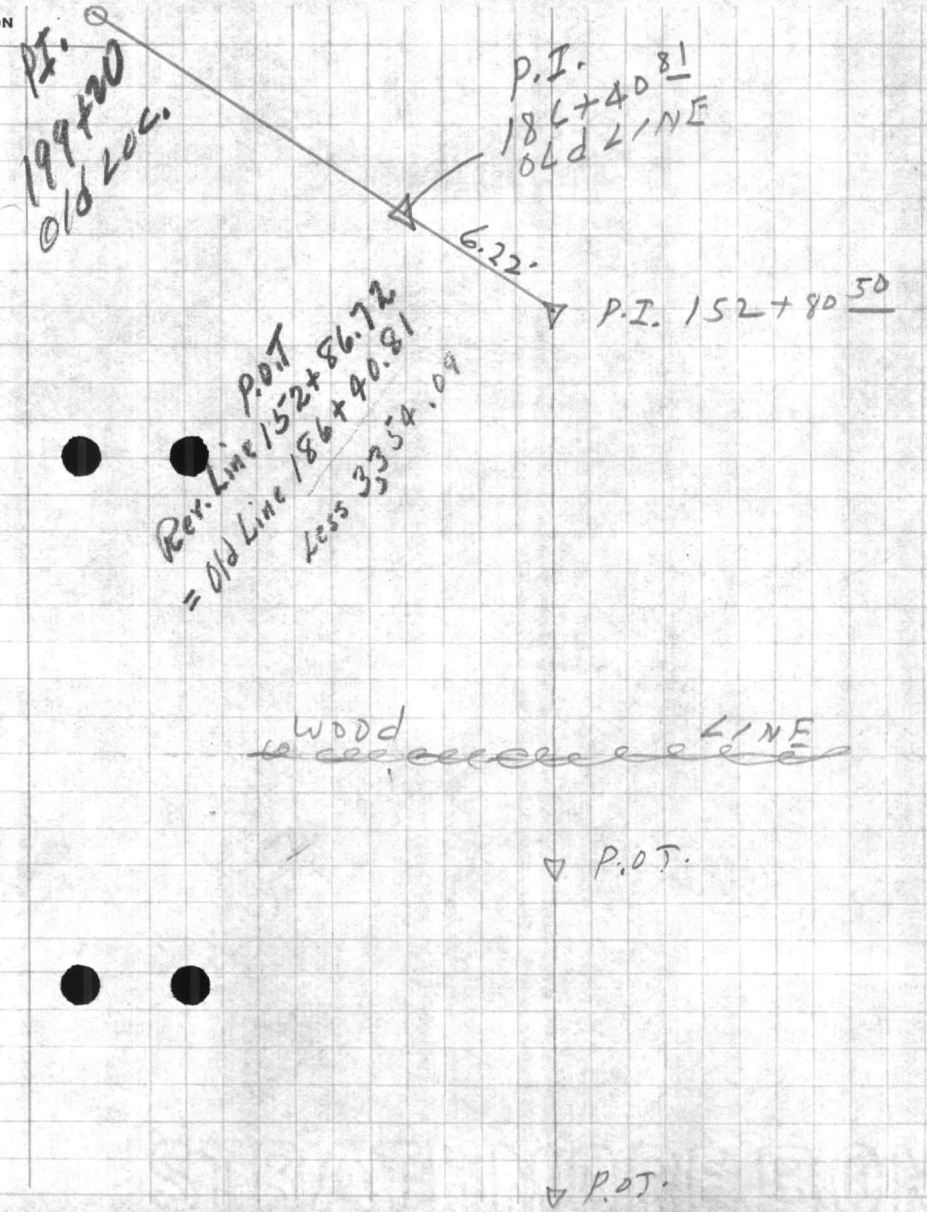 ON
P.I.
199+20
Old Loc.
P.I.
186+40 81
OLd LINE
6.22.
P.I. 152+80 50
P.O.T
Rev. Line 152+86.72
= Old Line 186+40.81
Less 3354.09
WOOD LINE
P.O.T.
P.O.T.